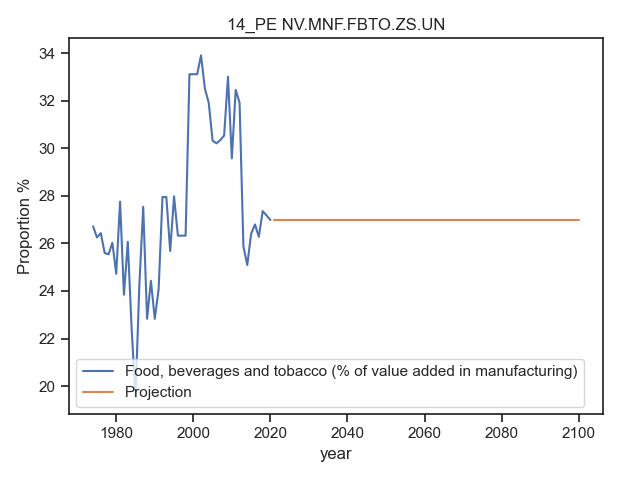 14_PE NV.MNF.FBTO.ZS.UN
34
32
30
28
26
24
22
20
Proportion %
Food, beverages and tobacco (% of value added in manufacturing)
Projection
1980 2000 2020 2040 2060 2080 2100
year